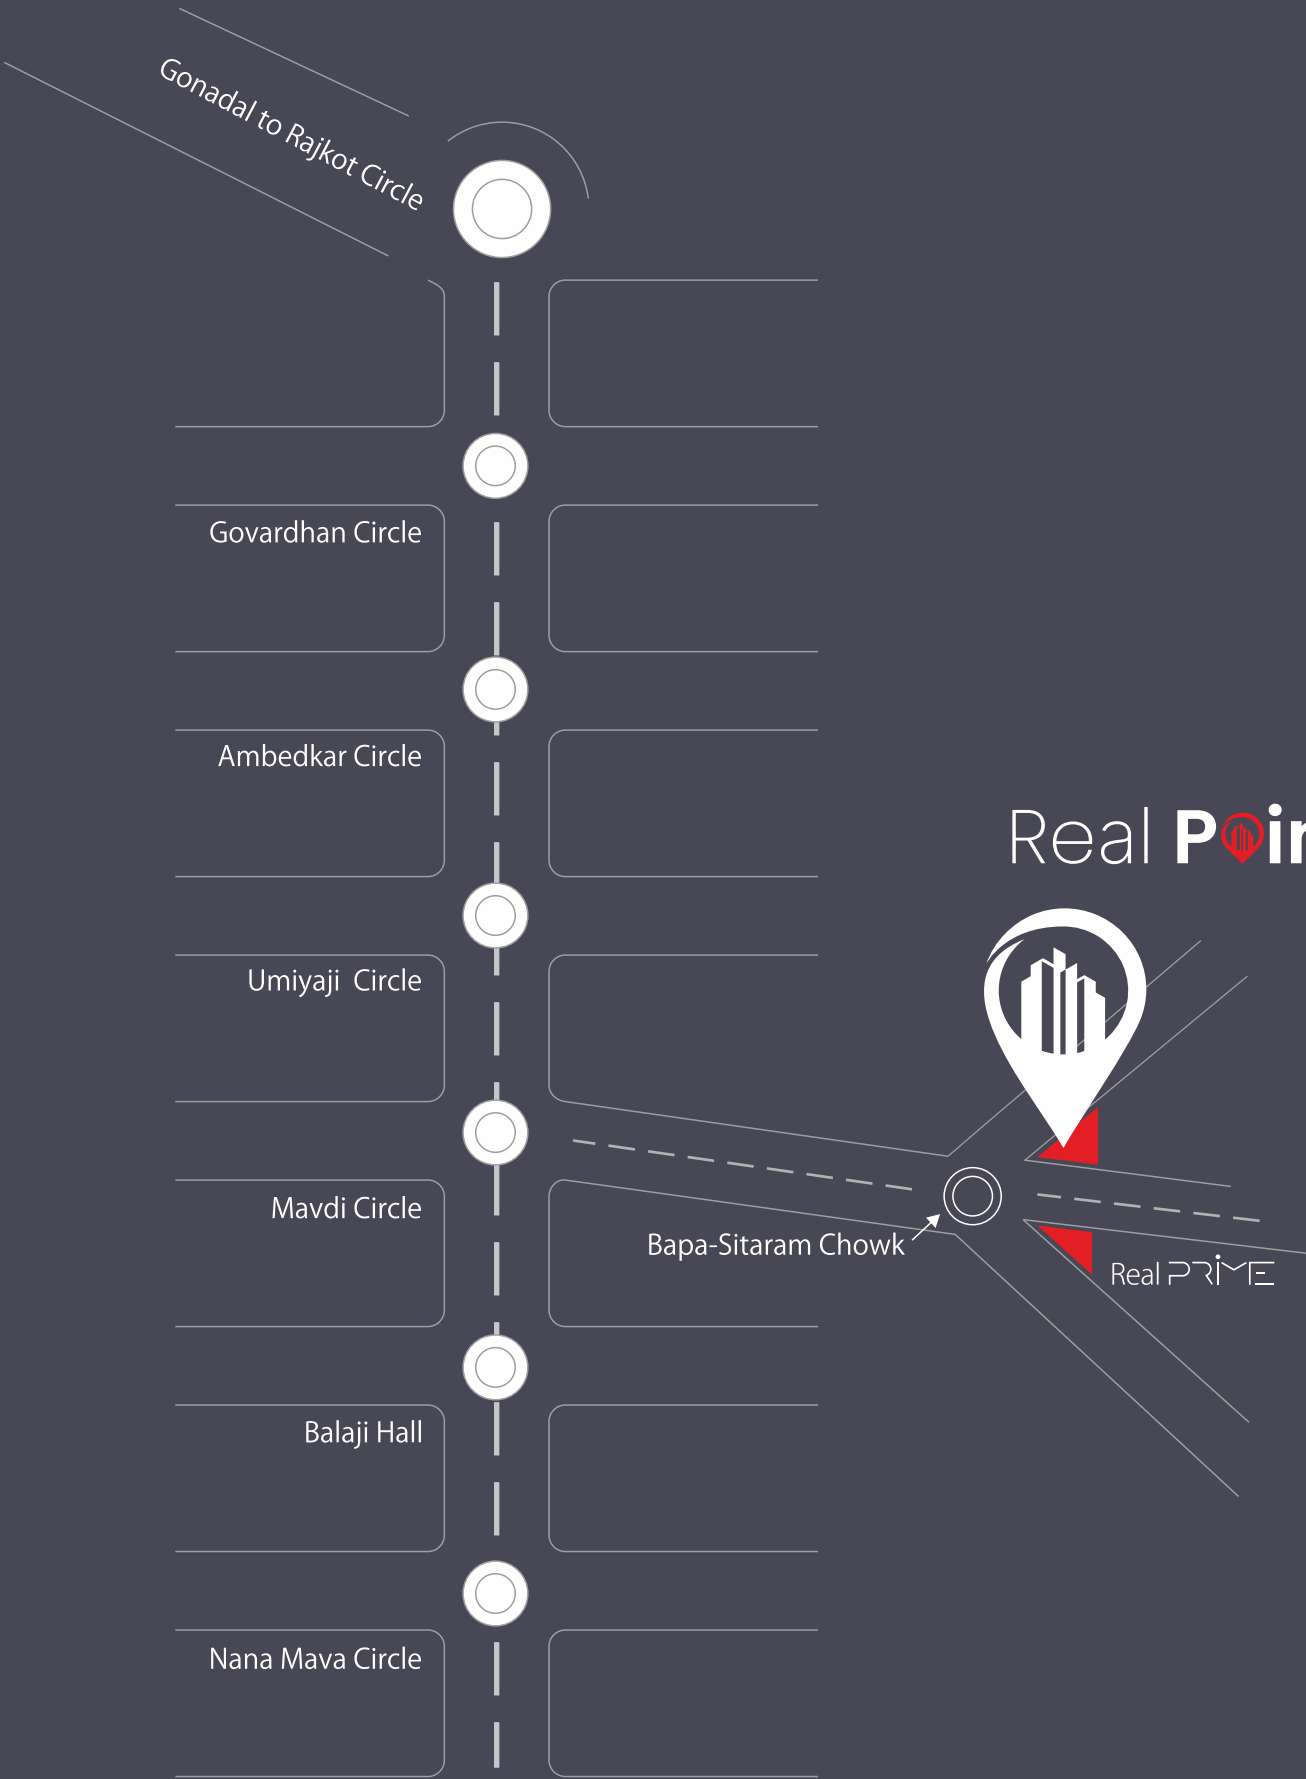 Gonadal to Rajkot Circle
Govardhan Circle
Ambedkar Circle
Real Poin
Umiyaji  Circle
Mavdi Circle
Bapa-Sitaram Chowk
Real PRiME
Balaji Hall
Nana Mava Circle